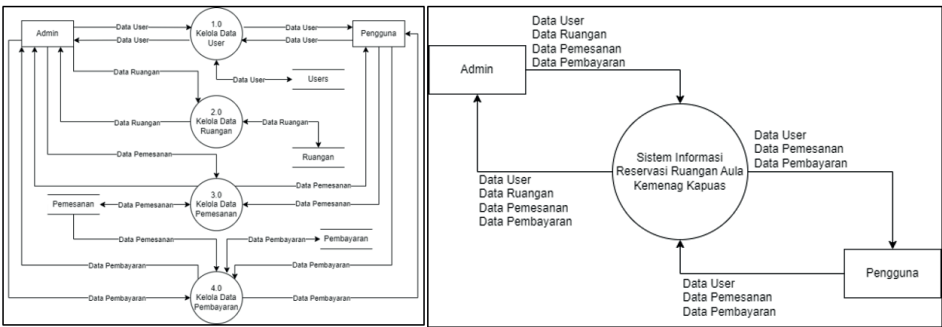 Admin
Data User
Data User
1.0
Kelola Data
User
Data User
Data User
Pengguna
Data User
Users
Data Ruangan
2.0
Kelola Data
Ruangan
Data Ruangan
Data Ruangan
Ruangan
Data Pemesanan
3.0
Kelola Data
Pemesanan
Data Pemesanan
Pemesanan
Data Pemesanan
Data Pemesanan
Data Pemesanan
Data Pembayaran
Pembayaran
Data Pembayaran
Data Pembayaran
4.0
Kelola Data
Pembayaran
Data Pembayaran
Data Pembayaran
Data User
Data Ruangan
Data Pemesanan
Data Pembayaran
Admin
Sistem Informasi
Reservasi Ruangan Aula
Kemenag Kapuas
Data User
Data Pemesanan
Data Pembayaran
Data User
Data Ruangan
Data Pemesanan
Data Pembayaran
Pengguna
Data User
Data Pemesanan
Data Pembayaran